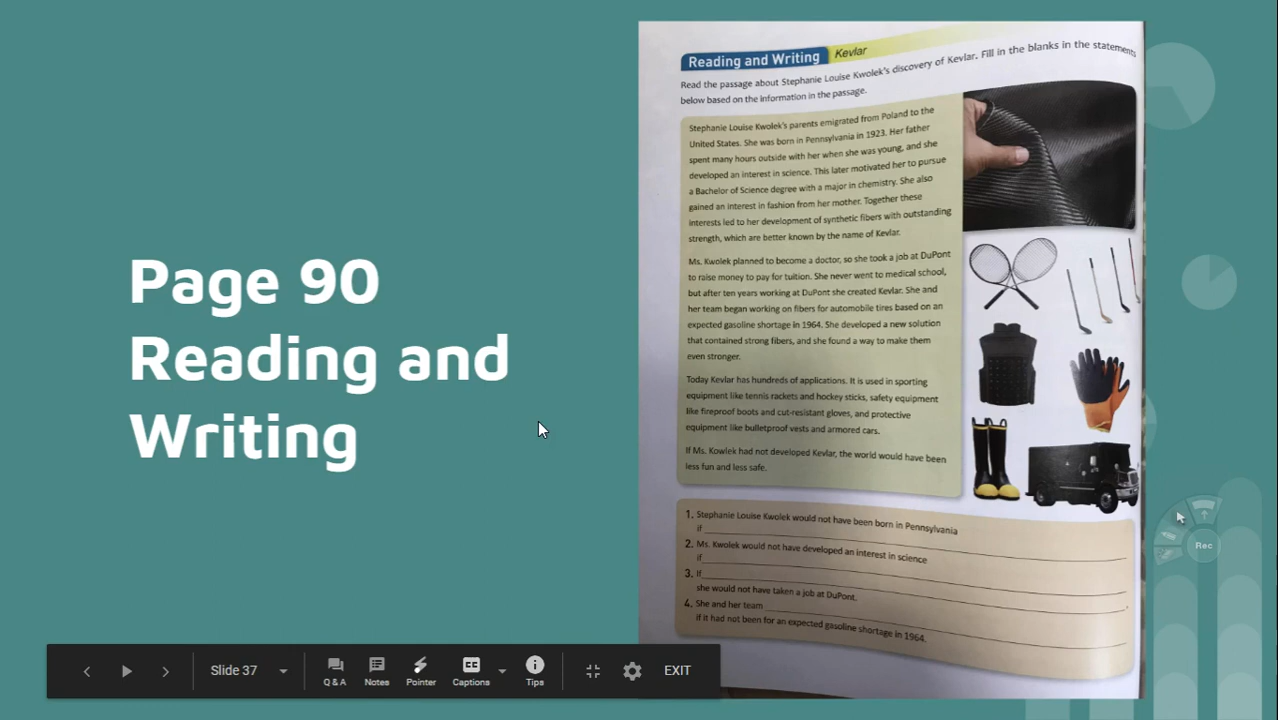 Page 90
Reading and
Writing
Reading and Writing Kevlar
Read the passage about Stephanie Louise Kwolek's discovery of Kevlar. Fill in the blanks in the statements
below based on the information in the passage.
Stephanie Louise Kwolek's parents emigrated from Poland to the
United States. She was born in Pennsylvania in 1923. Her father
spent many hours outside with her when she was young, and she
developed an interest in science. This later motivated her to pursue
a Bachelor of Science degree with a major in chemistry. She also
gained an interest in fashion from her mother. Together these
interests led to her development of synthetic fibers with outstanding
strength, which are better known by the name of Kevlar.
Ms. Kwolek planned to become a doctor, so she took a job at DuPont
to raise money to pay for tuition. She never went to medical school,
but after ten years working at DuPont she created Kevlar. She and
her team began working on fibers for automobile tires based on an
expected gasoline shortage in 1964. She developed a new solution
that contained strong fibers, and she found a way to make them
even stronger.
Today Kevlar has hundreds of applications. It is used in sporting
equipment like tennis rackets and hockey sticks, safety equipment
like fireproof boots and cut-resistant gloves, and protective
equipment like bulletproof vests and armored cars.
If Ms. Kowlek had not developed Kevlar, the world would have been
less fun and less safe.
1. Stephanie Louise Kwolek would not have been born in Pennsylvania
if
2. Ms. Kwolek would not have developed an interest in science
if
3. If
she would not have taken a job at DuPont.
4. She and her team
if it had not been for an expected gasoline shortage in 1964.
Rec
Slide 37
Q & A
Notes
Pointer
Captions
Tips
EXIT